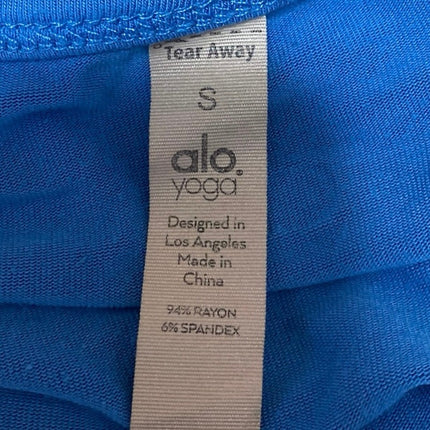 Tear Away
S
alo.
yoga
Designed in
Los Angeles
Made in
China
94% RAYON
6% SPANDEX